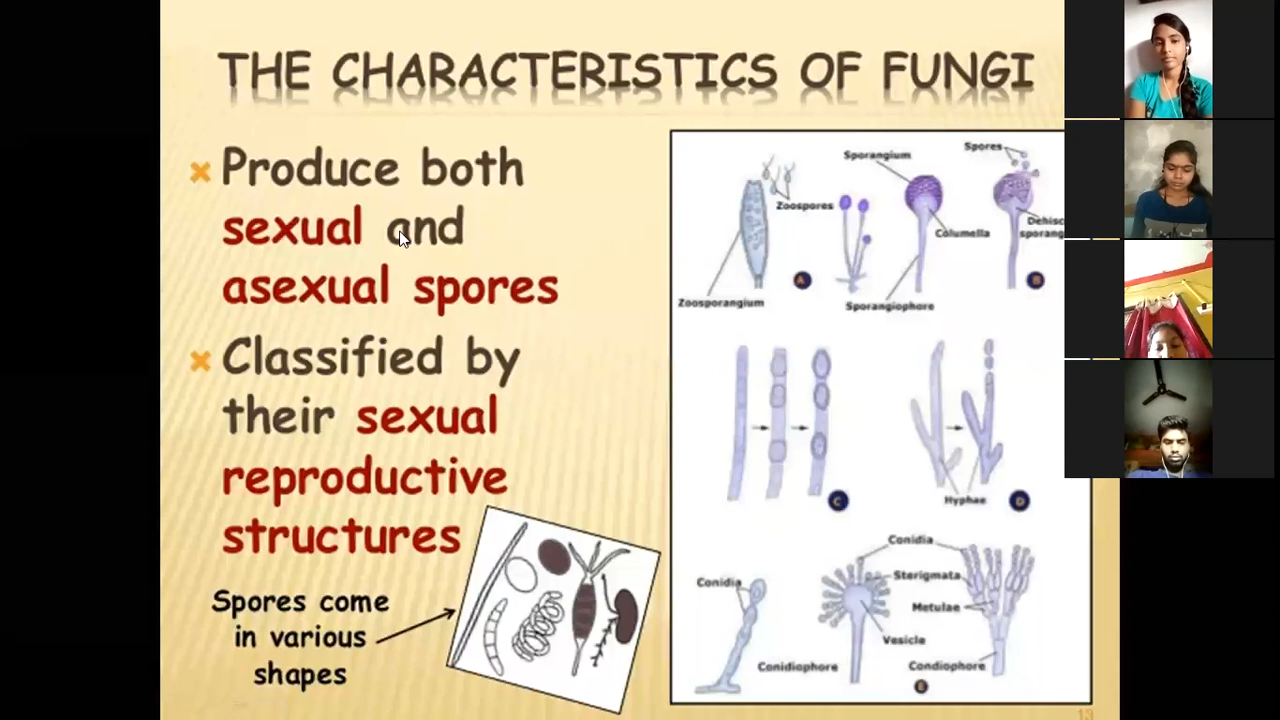 THE CHARACTERISTICS OF FUNGI
Produce both
sexual and
asexual spores
Classified by
their sexual
reproductive
structures
Spores come
in various
shapes
Sporangium
Spores
Zoospores
Columella
Zoosporangium
Sporangiophore
A
B
Hyphae
C
D
Conidia
Conidia
Sterigmata
Metulae
Vesicle
Conidiophore
Condiophore
E
13